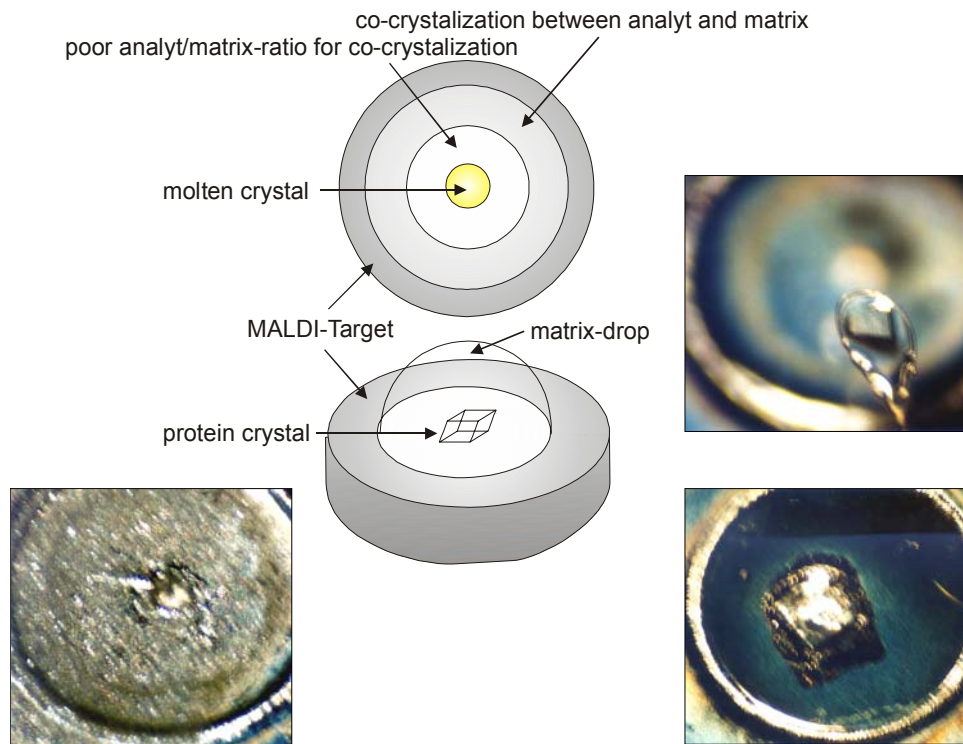 co-crystalization between analyt and matrix
poor analyt/matrix-ratio for co-crystalization
molten crystal
MALDI-Target
matrix-drop
protein crystal